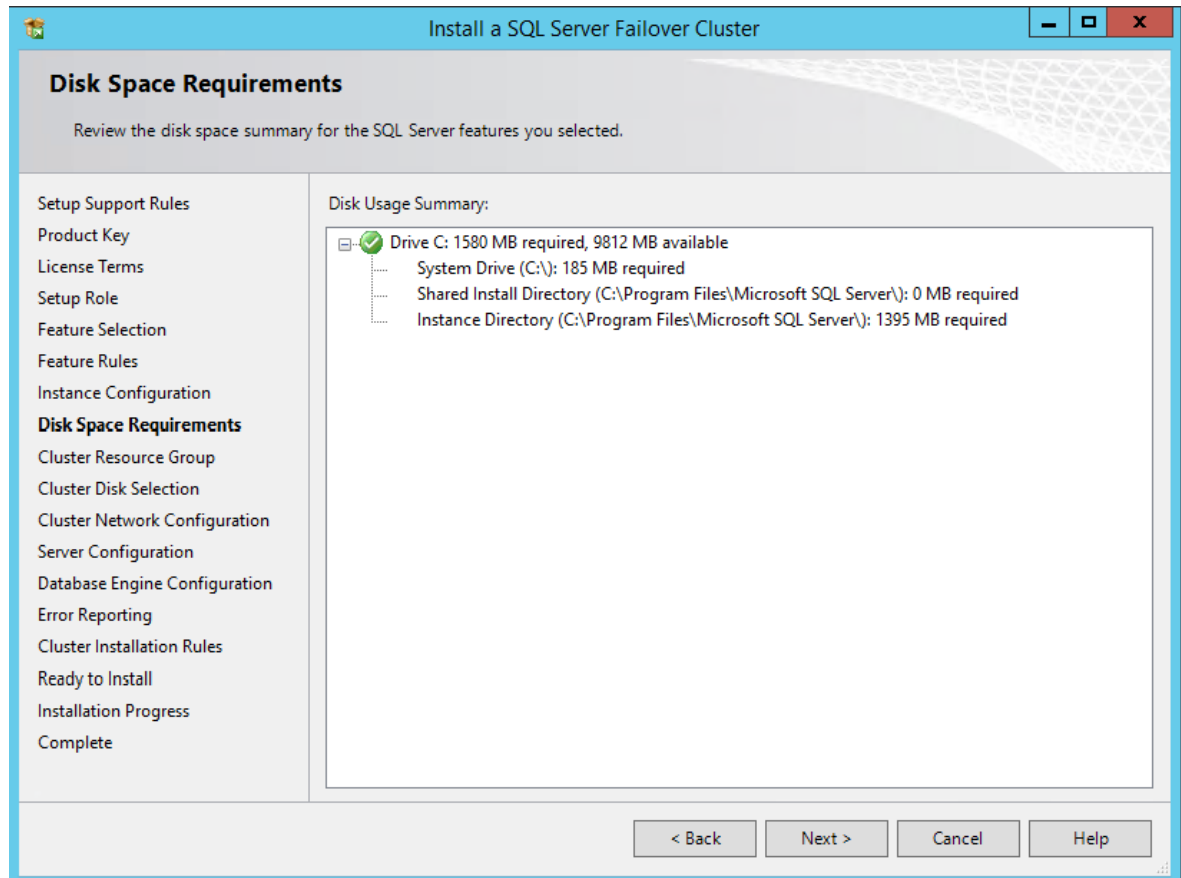 Install a SQL Server Failover Cluster
Disk Space Requirements
Review the disk space summary for the SQL Server features you selected.
Setup Support Rules
Product Key
License Terms
Setup Role
Feature Selection
Feature Rules
Instance Configuration
Disk Space Requirements
Cluster Resource Group
Cluster Disk Selection
Cluster Network Configuration
Server Configuration
Database Engine Configuration
Error Reporting
Cluster Installation Rules
Ready to Install
Installation Progress
Complete
Disk Usage Summary:
Drive C: 1580 MB required, 9812 MB available
System Drive (C:\): 185 MB required
Shared Install Directory (C:\Program Files\Microsoft SQL Server\): 0 MB required
Instance Directory (C:\Program Files\Microsoft SQL Server\): 1395 MB required
< Back Next > Cancel Help